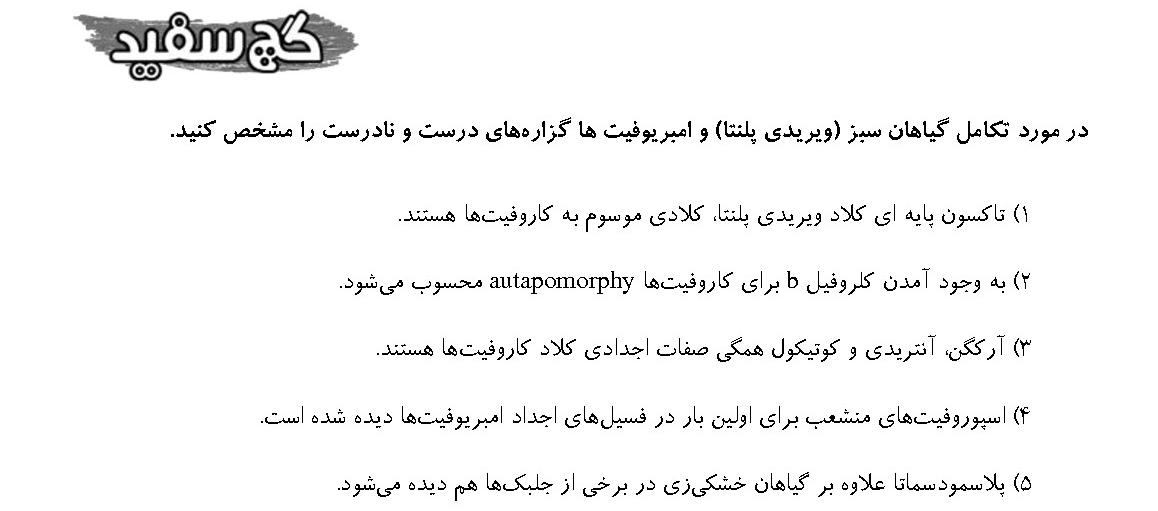 گچ سفید
در مورد تکامل گیاهان سبز (ویریدی پلنتا) و امبریوفیت ها گزاره‌های درست و نادرست را مشخص کنید.
۱) تاکسون پایه ای کلاد ویریدی پلنتا، کلادی موسوم به کاروفیت‌ها هستند.
۲) به وجود آمدن کلروفیل b برای کاروفیت‌ها autapomorphy محسوب می‌شود.
۳) آرکگن، آنتریدی و کوتیکول همگی صفات اجدادی کلاد کاروفیت‌ها هستند.
۴) اسپوروفیت‌های منشعب برای اولین بار در فسیل‌های اجداد امبریوفیت‌ها دیده شده است.
۵) پلاسمودسماتا علاوه بر گیاهان خشکی‌زی در برخی از جلبک‌ها هم دیده می‌شود.